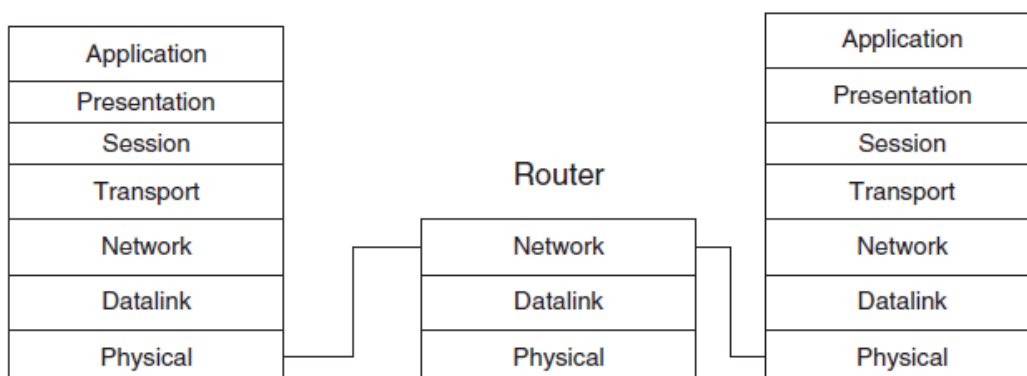 Application
Presentation
Session
Transport
Network
Datalink
Physical
Router
Network
Datalink
Physical
Application
Presentation
Session
Transport
Network
Datalink
Physical